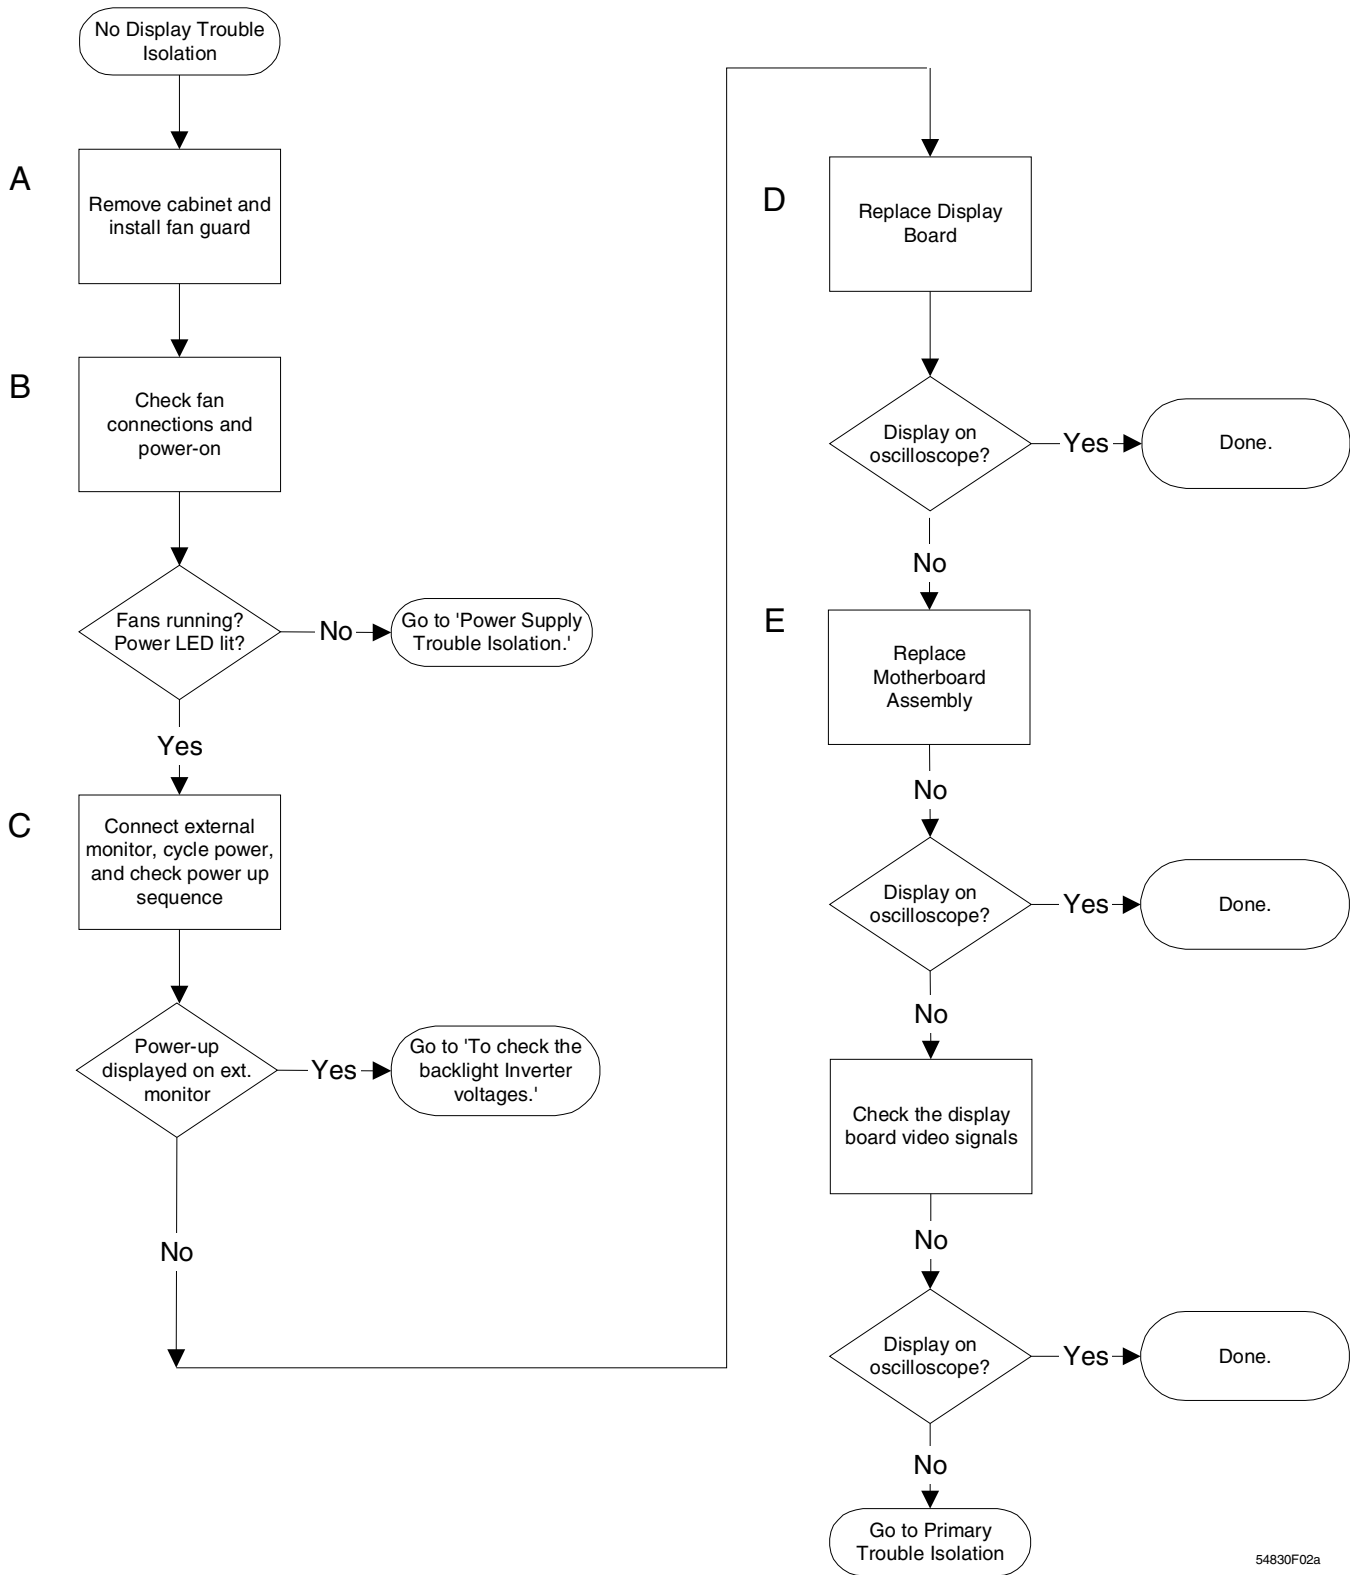 No Display Trouble
Isolation
A
Remove cabinet and
install fan guard
B
Check fan
connections and
power-on
Fans running?
Power LED lit?
No
Go to 'Power Supply
Trouble Isolation.'
Yes
C
Connect external
monitor, cycle power,
and check power up
sequence
Power-up
displayed on ext.
monitor
Yes
Go to 'To check the
backlight Inverter
voltages.'
No
D
Replace Display
Board
Display on
oscilloscope?
Yes
Done.
No
E
Replace
Motherboard
Assembly
No
Display on
oscilloscope?
Yes
Done.
No
Check the display
board video signals
No
Display on
oscilloscope?
Yes
Done.
No
Go to Primary
Trouble Isolation
54830F02a